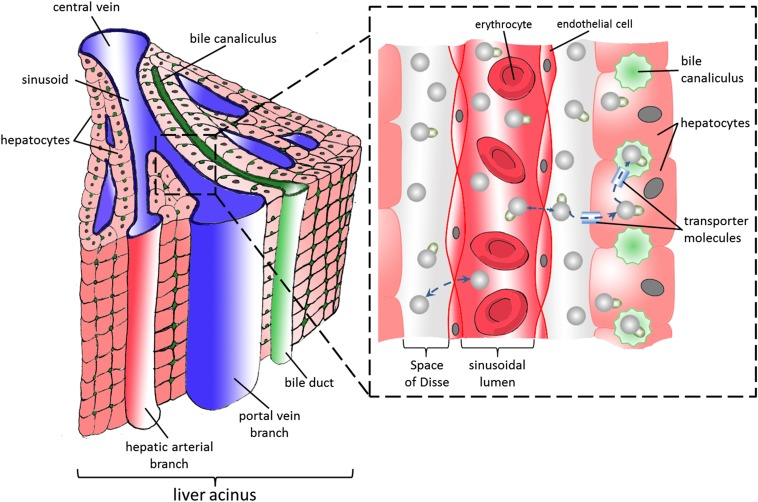 central vein
bile canaliculus
sinusoid
hepatocytes
bile duct
portal vein
branch
hepatic arterial
branch
liver acinus
erythrocyte
endothelial cell
bile
canaliculus
hepatocytes
transporter
molecules
Space
of Disse
sinusoidal
lumen